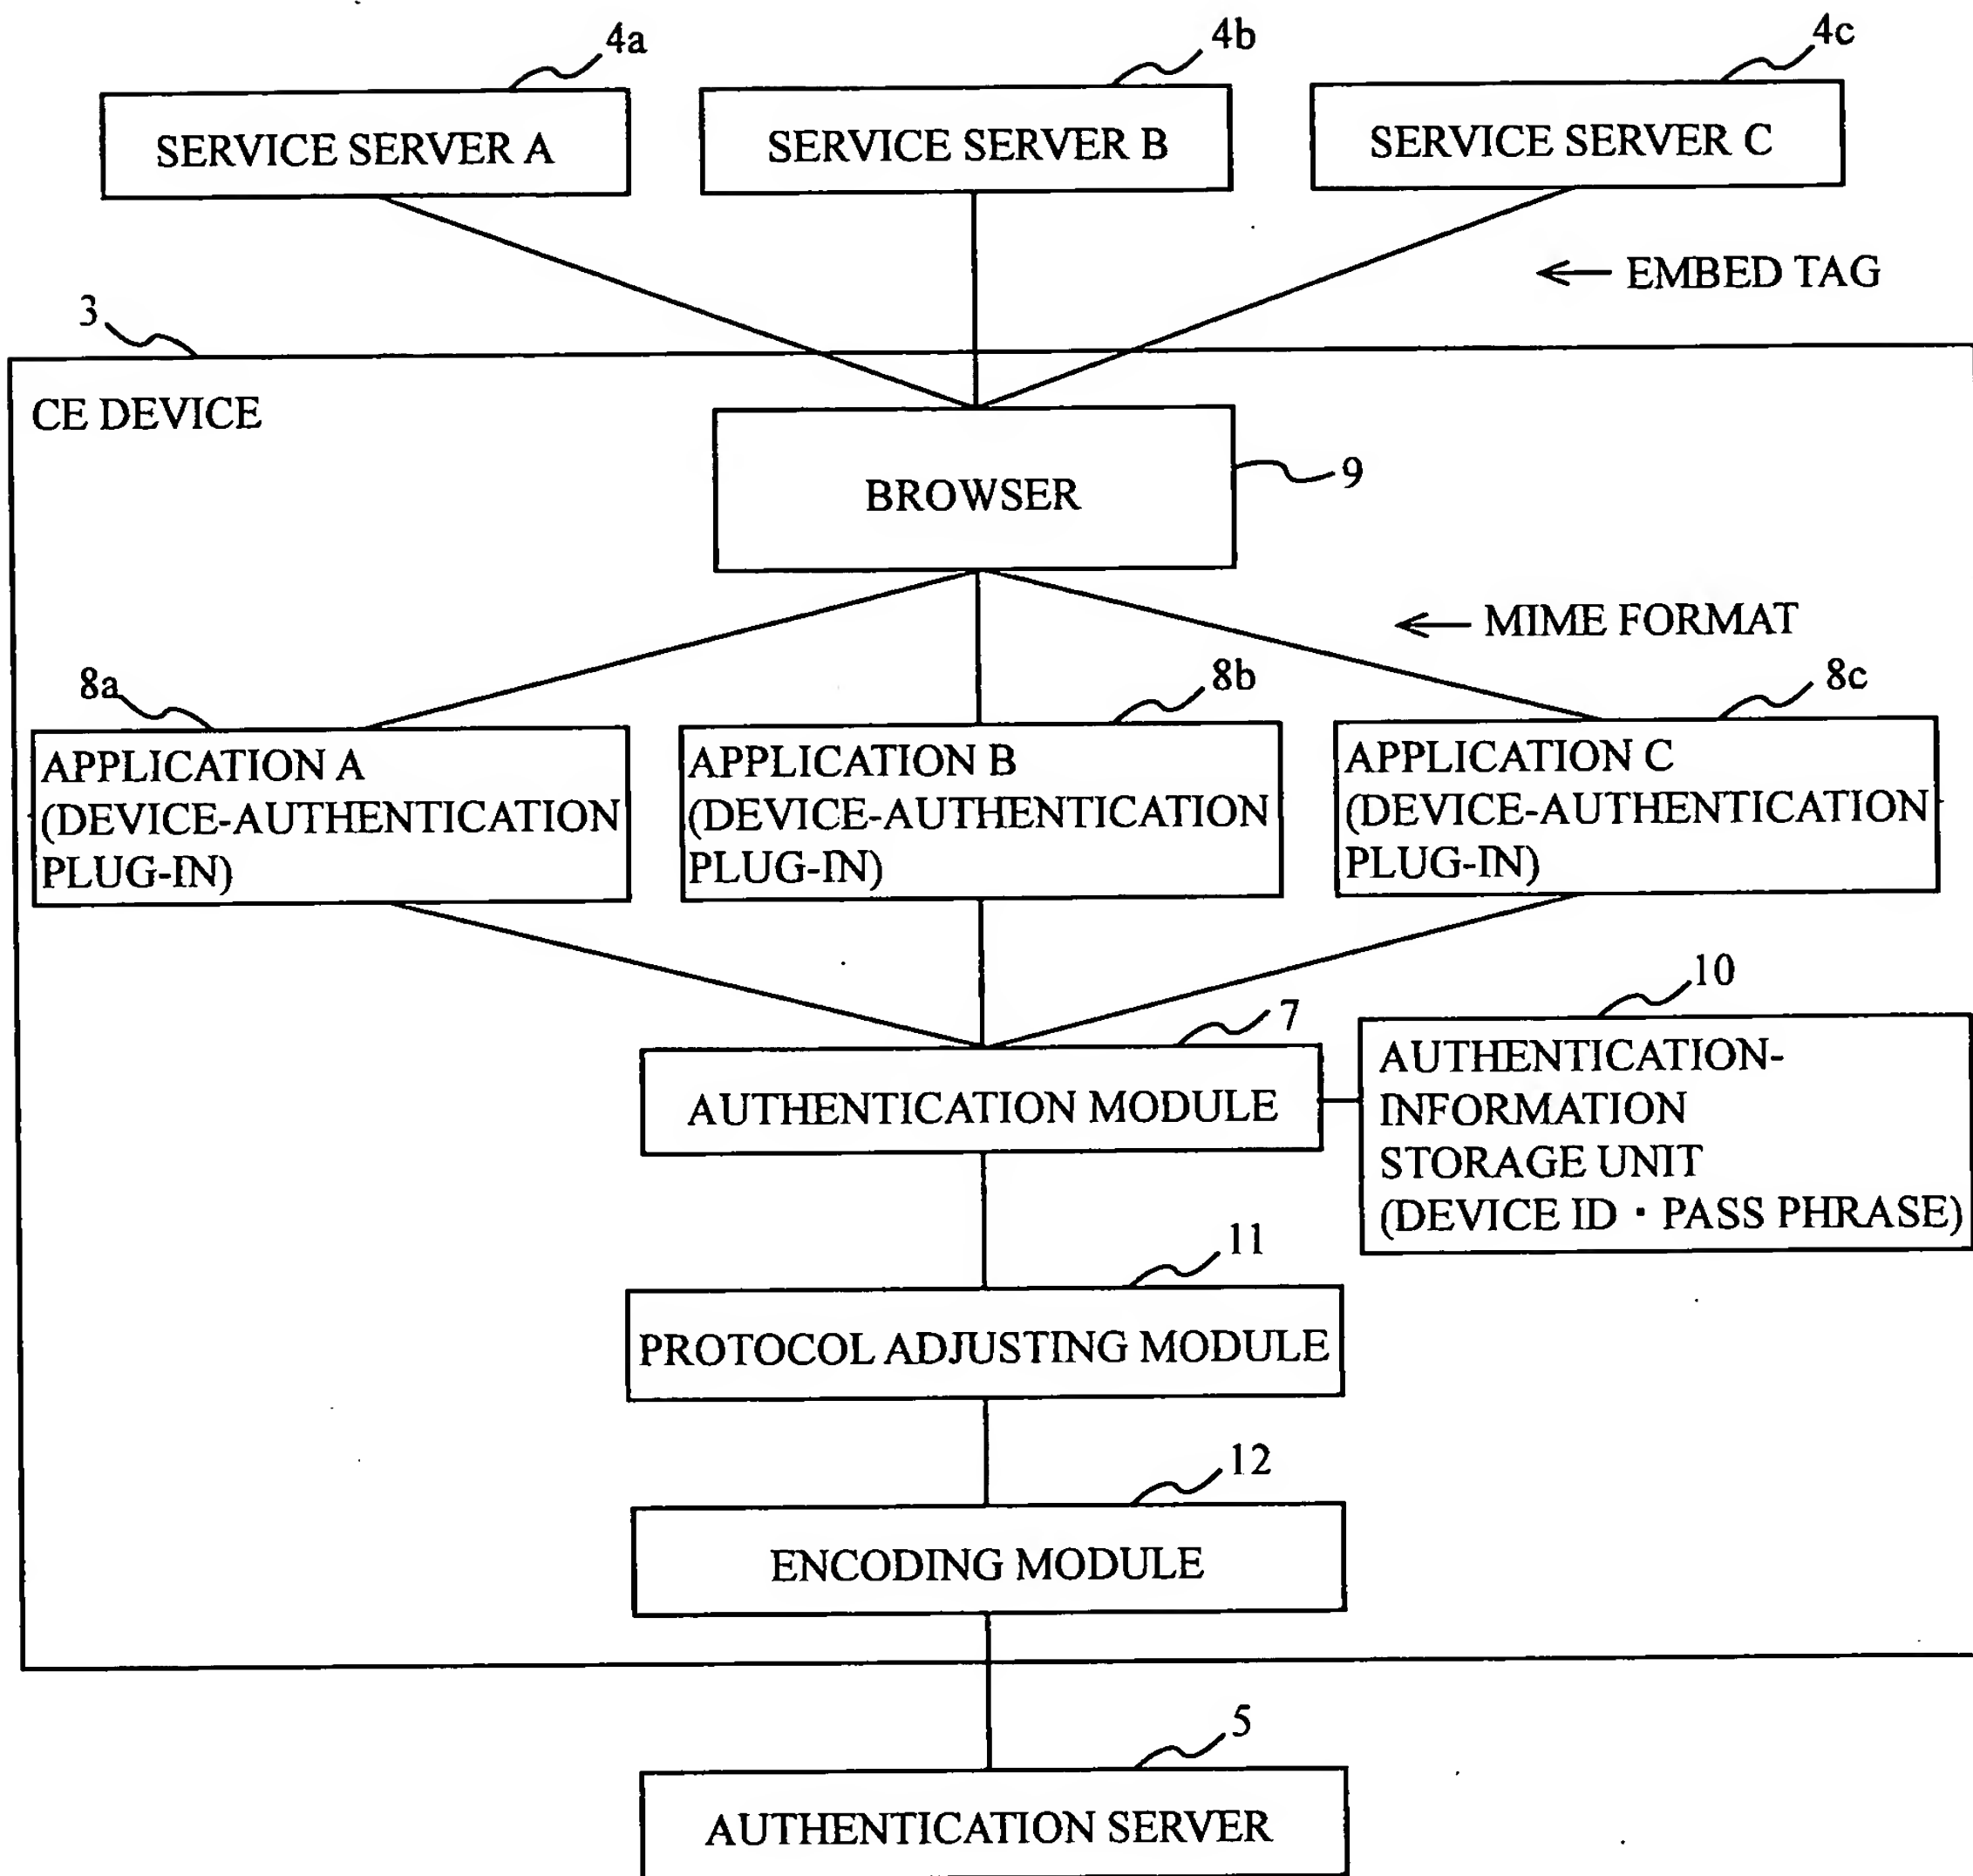 4a
4b
4c
SERVICE SERVER A
SERVICE SERVER B
SERVICE SERVER C
← EMBED TAG
3
CE DEVICE
BROWSER
9
← MIME FORMAT
8a
8b
8c
APPLICATION A
(DEVICE-AUTHENTICATION
PLUG-IN)
APPLICATION B
(DEVICE-AUTHENTICATION
PLUG-IN)
APPLICATION C
(DEVICE-AUTHENTICATION
PLUG-IN)
7
10
AUTHENTICATION MODULE
AUTHENTICATION-
INFORMATION
STORAGE UNIT
(DEVICE ID・PASS PHRASE)
11
PROTOCOL ADJUSTING MODULE
12
ENCODING MODULE
5
AUTHENTICATION SERVER